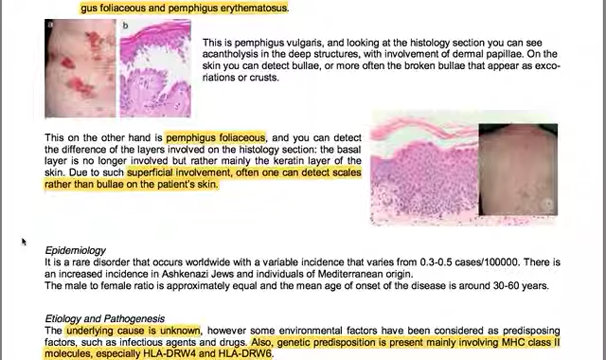 gus foliaceous and pemphigus erythematosus.
a
b
This is pemphigus vulgaris, and looking at the histology section you can see
acantholysis in the deep structures, with involvement of dermal papillae. On the
skin you can detect bullae, or more often the broken bullae that appear as exco-
riations or crusts.
This on the other hand is pemphigus foliaceous, and you can detect
the difference of the layers involved on the histology section: the basal
layer is no longer involved but rather mainly the keratin layer of the
skin. Due to such superficial involvement, often one can detect scales
rather than bullae on the patient's skin.
Epidemiology
It is a rare disorder that occurs worldwide with a variable incidence that varies from 0.3-0.5 cases/100000. There is
an increased incidence in Ashkenazi Jews and individuals of Mediterranean origin.
The male to female ratio is approximately equal and the mean age of onset of the disease is around 30-60 years.
Etiology and Pathogenesis
The underlying cause is unknown, however some environmental factors have been considered as predisposing
factors, such as infectious agents and drugs. Also, genetic predisposition is present mainly involving MHC class II
molecules, especially HLA-DRW4 and HLA-DRW6.